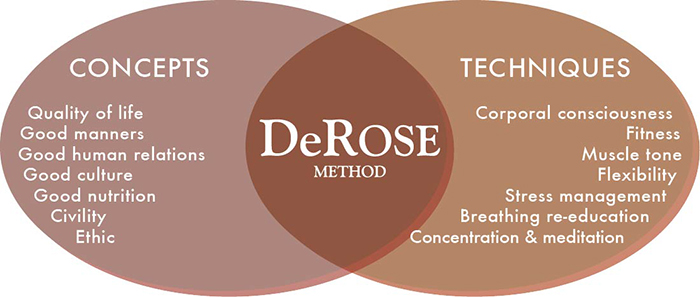 CONCEPTS
Quality of life
Good manners
Good human relations
Good culture
Good nutrition
Civility
Ethic
DeROSE
METHOD
TECHNIQUES
Corporal consciousness
Fitness
Muscle tone
Flexibility
Stress management
Breathing re-education
Concentration & meditation